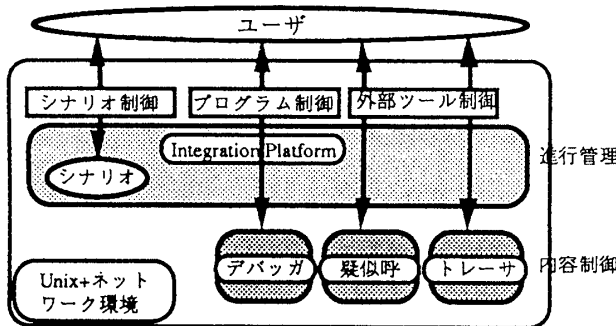 ユーザ
シナリオ制御
プログラム制御
外部ツール制御
Integration Platform
進行管理
シナリオ
デバッガ
疑似呼
トレーサ
内容制御
Unix+ネット
ワーク環境